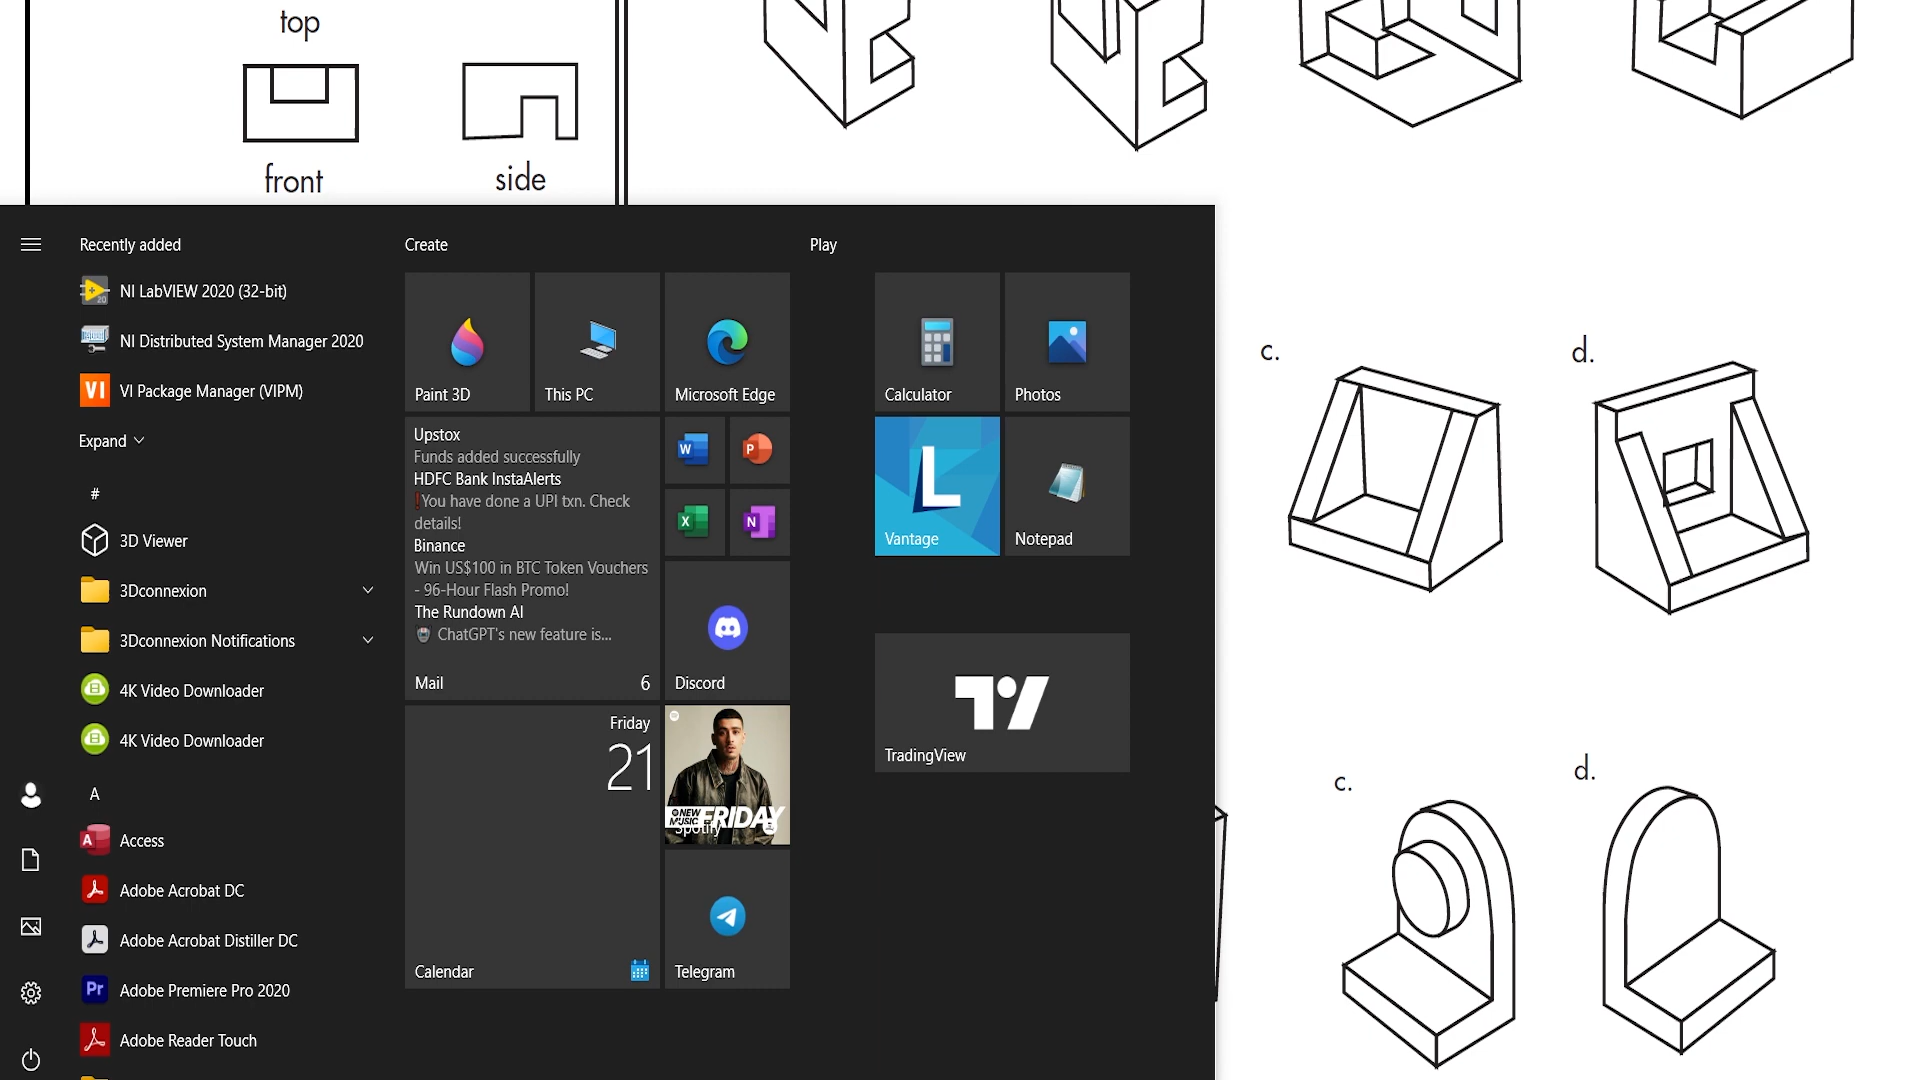 top
front
side
Recently added
NI LabVIEW 2020 (32-bit)
NI Distributed System Manager 2020
VI Package Manager (VIPM)
Expand
#
3D Viewer
3Dconnexion
3Dconnexion Notifications
4K Video Downloader
4K Video Downloader
A
Access
Adobe Acrobat DC
Adobe Acrobat Distiller DC
Adobe Premiere Pro 2020
Adobe Reader Touch
Create
Paint 3D
This PC
Microsoft Edge
Upstox
Funds added successfully
HDFC Bank InstaAlerts
❗You have done a UPI txn. Check
details!
Binance
Win US$100 in BTC Token Vouchers
- 96-Hour Flash Promo!
The Rundown AI
ChatGPT's new feature is...
Mail 6
Discord
Friday
21
Calendar
NEW
MUSIC FRIDAY
Spotify
Telegram
Play
Calculator
Photos
L
Vantage
Notepad
TradingView
c.
d.
c.
d.